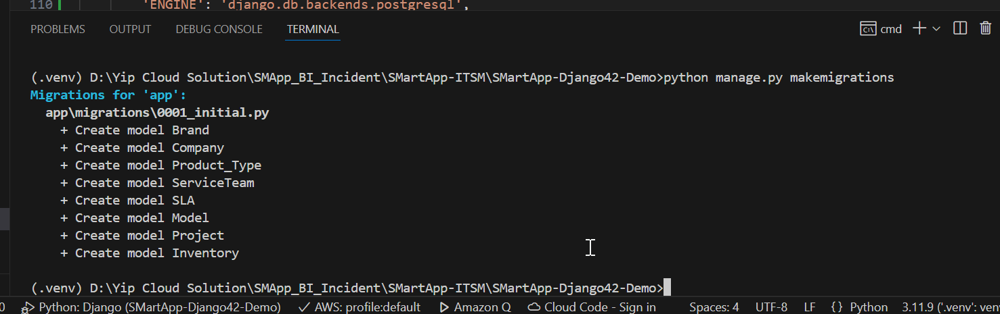 110 'ENGINE': 'django.db.backends.postgresql',
PROBLEMS OUTPUT DEBUG CONSOLE TERMINAL cmd
(.venv) D:\Yip Cloud Solution\SMApp_BI_Incident\SMartApp-ITSM\SMartApp-Django42-Demo>python manage.py makemigrations
Migrations for 'app':
app\migrations\0001_initial.py
+ Create model Brand
+ Create model Company
+ Create model Product_Type
+ Create model ServiceTeam
+ Create model SLA
+ Create model Model
+ Create model Project
+ Create model Inventory
(.venv) D:\Yip Cloud Solution\SMApp_BI_Incident\SMartApp-ITSM\SMartApp-Django42-Demo>
0 Python: Django (SMartApp-Django42-Demo) AWS: profile:default Amazon Q Cloud Code - Sign in Spaces: 4 UTF-8 LF {} Python 3.11.9 ('.venv': venv